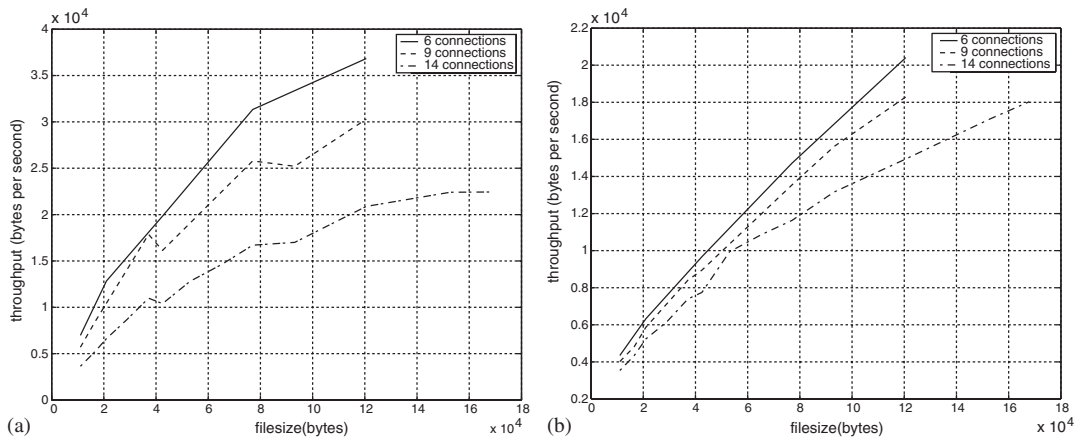 x 10^4
4
3.5
3
2.5
2
1.5
1
0.5
0
throughput (bytes per second)
6 connections
9 connections
14 connections
0 2 4 6 8 10 12 14 16 18
filesize(bytes)
x 10^4
(a)
x 10^4
2.2
2
1.8
1.6
1.4
1.2
1
0.8
0.6
0.4
0.2
throughput (bytes per second)
6 connections
9 connections
14 connections
0 2 4 6 8 10 12 14 16 18
filesize(bytes)
x 10^4
(b)